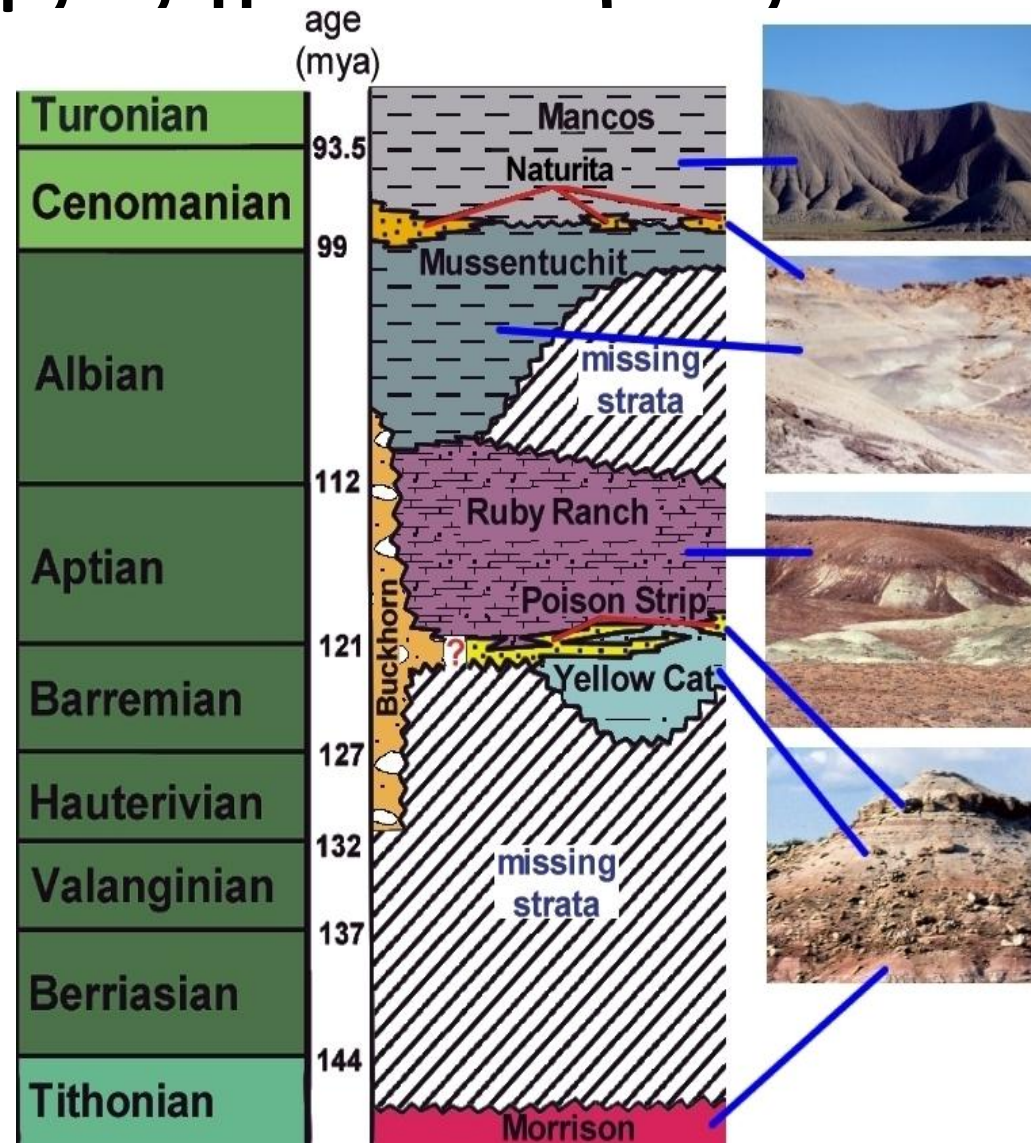 age
(mya)
Turonian
93.5
Cenomanian
99
Albian
112
Aptian
121
Barremian
127
Hauterivian
132
Valanginian
137
Berriasian
144
Tithonian
Mancos
Naturita
Mussentuchit
missing
strata
Ruby Ranch
Poison Strip
Buckhorn
?
Yellow Cat
missing
strata
Morrison